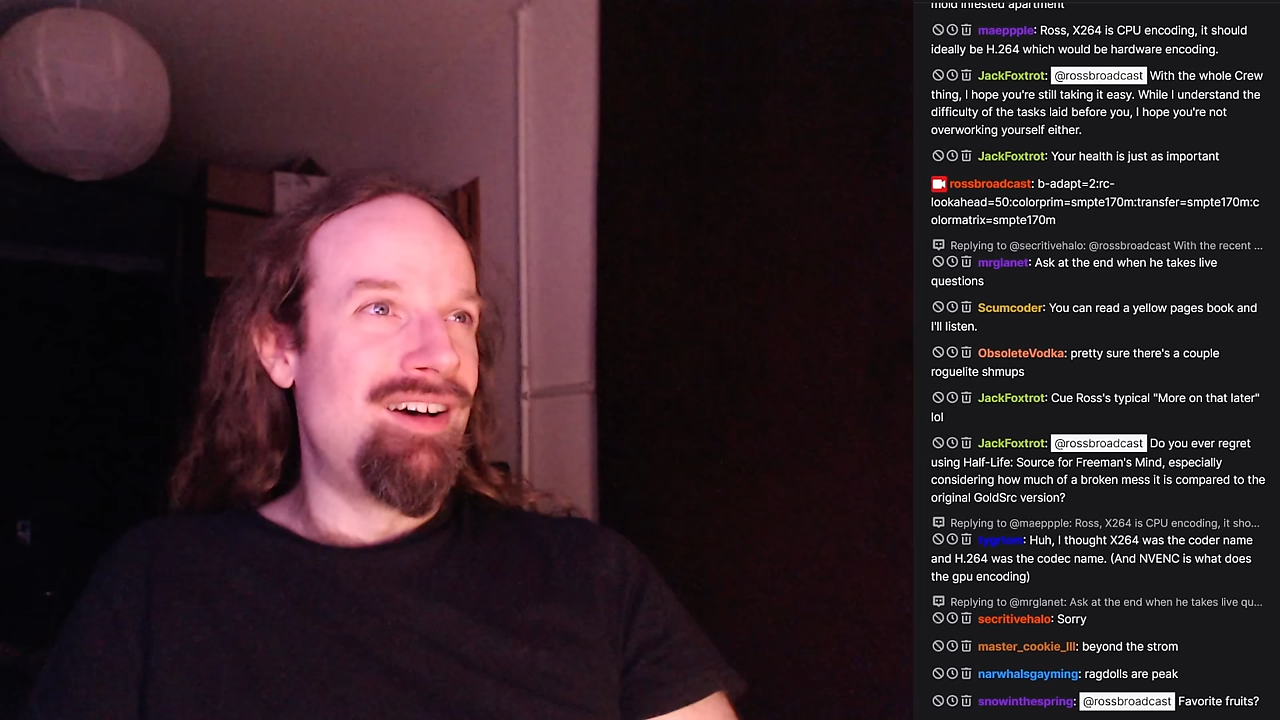 mold infested apartment
maeppple: Ross, X264 is CPU encoding, it should
ideally be H.264 which would be hardware encoding.
JackFoxtrot: @rossbroadcast With the whole Crew
thing, I hope you're still taking it easy. While I understand the
difficulty of the tasks laid before you, I hope you're not
overworking yourself either.
JackFoxtrot: Your health is just as important
rossbroadcast: b-adapt=2:rc-
lookahead=50:colorprim=smpte170m:transfer=smpte170m:c
olormatrix=smpte170m
Replying to @secritivehalo: @rossbroadcast With the recent ...
mrglanet: Ask at the end when he takes live
questions
Scumcoder: You can read a yellow pages book and
I'll listen.
ObsoleteVodka: pretty sure there's a couple
roguelite shmups
JackFoxtrot: Cue Ross's typical "More on that later"
lol
JackFoxtrot: @rossbroadcast Do you ever regret
using Half-Life: Source for Freeman's Mind, especially
considering how much of a broken mess it is compared to the
original GoldSrc version?
Replying to @maeppple: Ross, X264 is CPU encoding, it sho...
: Huh, I thought X264 was the coder name
and H.264 was the codec name. (And NVENC is what does
the gpu encoding)
Replying to @mrglanet: Ask at the end when he takes live qu...
secritivehalo: Sorry
master_cookie_III: beyond the strom
narwhalsgayming: ragdolls are peak
snowinthespring: @rossbroadcast Favorite fruits?